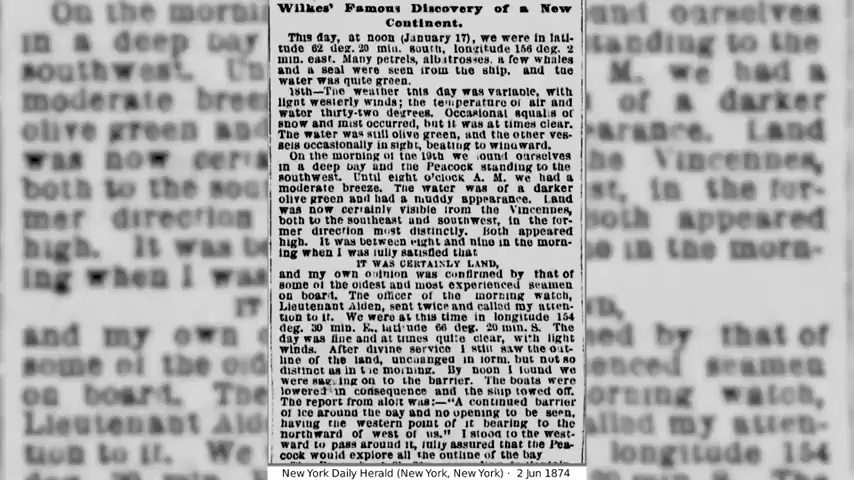 Wilkes' Famous Discovery of a New
Continent.
This day, at noon (January 17), we were in lati-
tude 62 deg. 20 min. south, longitude 156 deg. 2
min. east. Many petrels, albatrosses, a few whales
and a seal were seen from the ship, and the
water was quite green.
18th—The weather this day was variable, with
light westerly winds; the temperature of air and
water thirty-two degrees. Occasional squalls of
snow and mist occurred, but it was at times clear.
The water was still olive green, and the other ves-
sels occasionally in sight, beating to windward.
On the morning of the 19th we found ourselves
in a deep bay and the Peacock standing to the
southwest. Until eight o'clock A. M. we had a
moderate breeze. The water was of a darker
olive green and had a muddy appearance. Land
was now certainly visible from the Vincennes,
both to the southeast and southwest, in the for-
mer direction most distinctly. Both appeared
high. It was between eight and nine in the morn-
ing when I was fully satisfied that
IT WAS CERTAINLY LAND,
and my own opinion was confirmed by that of
some of the oldest and most experienced seamen
on board. The officer of the morning watch,
Lieutenant Alden, sent twice and called my atten-
tion to it. We were at this time in longitude 154
deg. 30 min. E., latitude 66 deg. 20 min. S. The
day was fine and at times quite clear, with light
winds. After divine service I still saw the out-
line of the land, unchanged in form, but not so
distinct as in the morning. By noon I found we
were sagging on to the barrier. The boats were
lowered in consequence and the ship towed off.
The report from aloft was:—"A continued barrier
of ice around the bay and no opening to be seen,
having the western point of it bearing to the
northward of west of us." I stood to the west-
ward to pass around it, fully assured that the Pea-
cock would explore all the outline of the bay
New York Daily Herald (New York, New York) · 2 Jun 1874